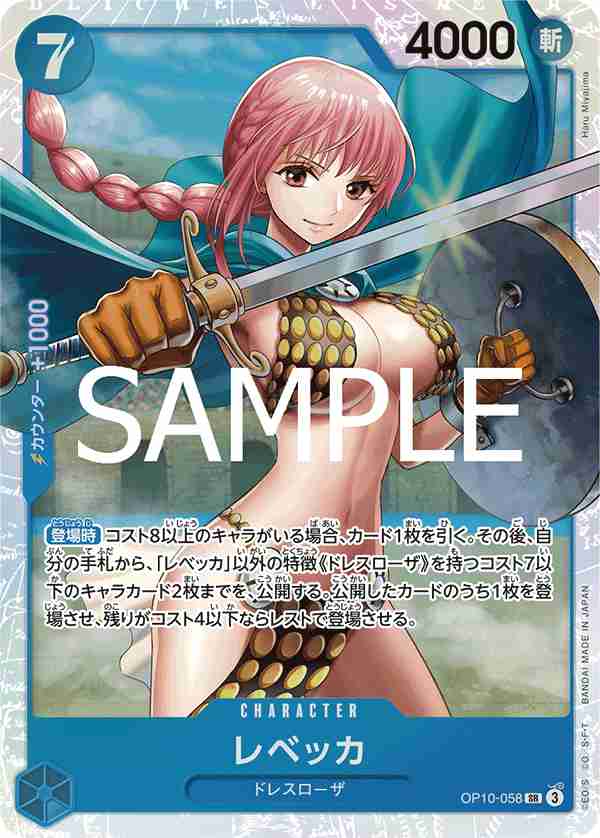 7
4000
斬
Haru Miyajima
カウンター +1000
SAMPLE
登場時 コスト8以上のキャラがいる場合、カード1枚を引く。その後、自
分の手札から、「レベッカ」以外の特徴《ドレスローザ》を持つコスト7以
下のキャラカード2枚までを、公開する。公開したカードのうち1枚を登
場させ、残りがコスト4以下ならレストで登場させる。
CHARACTER
レベッカ
ドレスローザ
OP10-058 SR 3
©E.O/S. ©O. S・F・T BANDAI MADE IN JAPAN